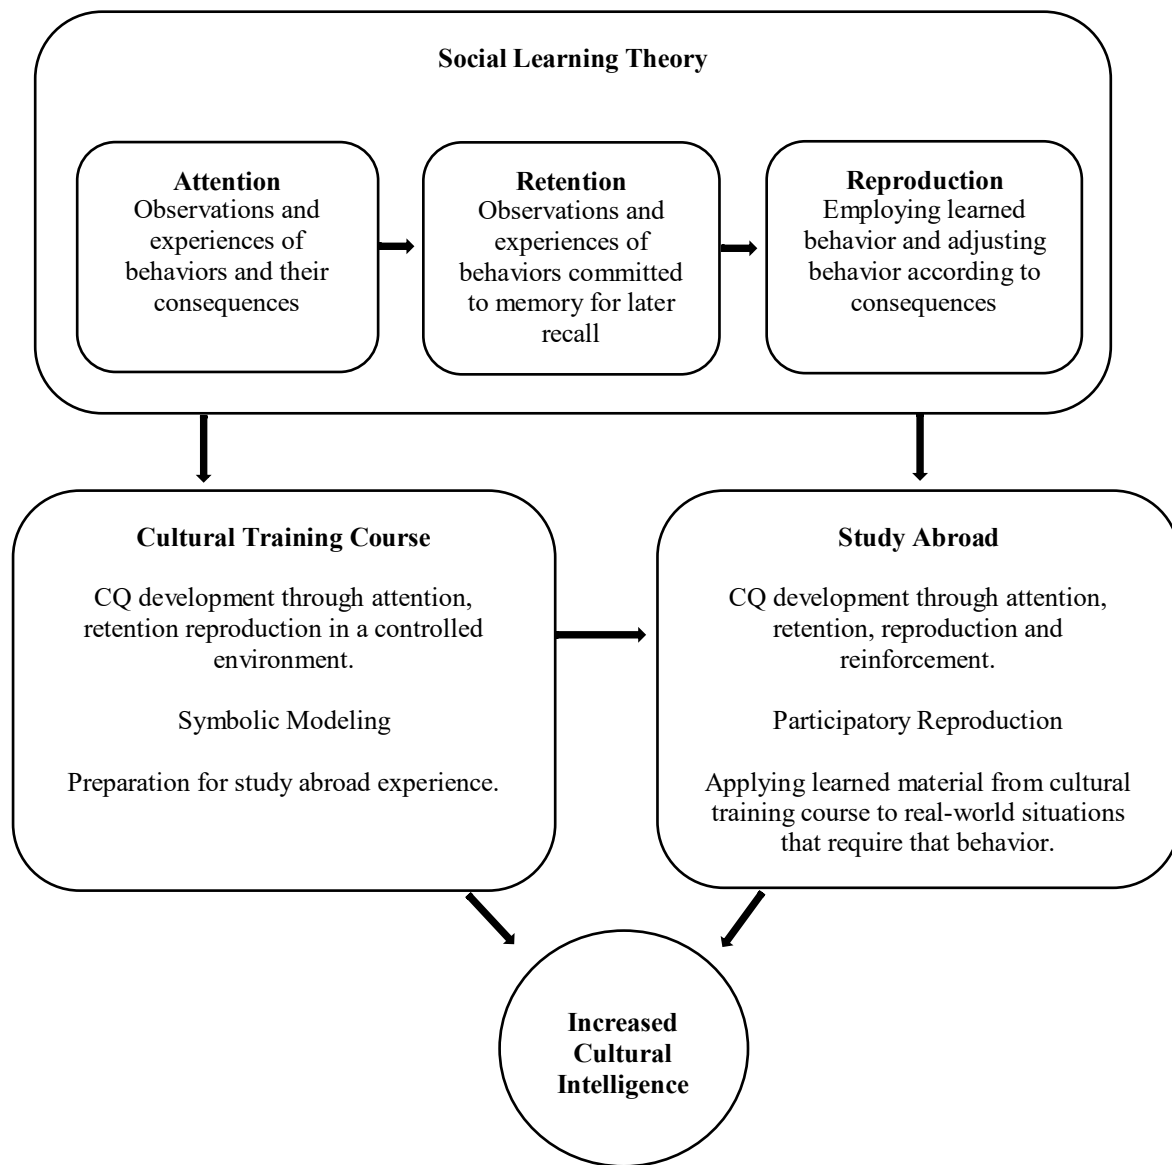 Social Learning Theory
Attention
Observations and
experiences of
behaviors and their
consequences
Retention
Observations and
experiences of
behaviors committed
to memory for later
recall
Reproduction
Employing learned
behavior and adjusting
behavior according to
consequences
Cultural Training Course
CQ development through attention,
retention reproduction in a controlled
environment.
Symbolic Modeling
Preparation for study abroad experience.
Study Abroad
CQ development through attention,
retention, reproduction and
reinforcement.
Participatory Reproduction
Applying learned material from cultural
training course to real-world situations
that require that behavior.
Increased
Cultural
Intelligence